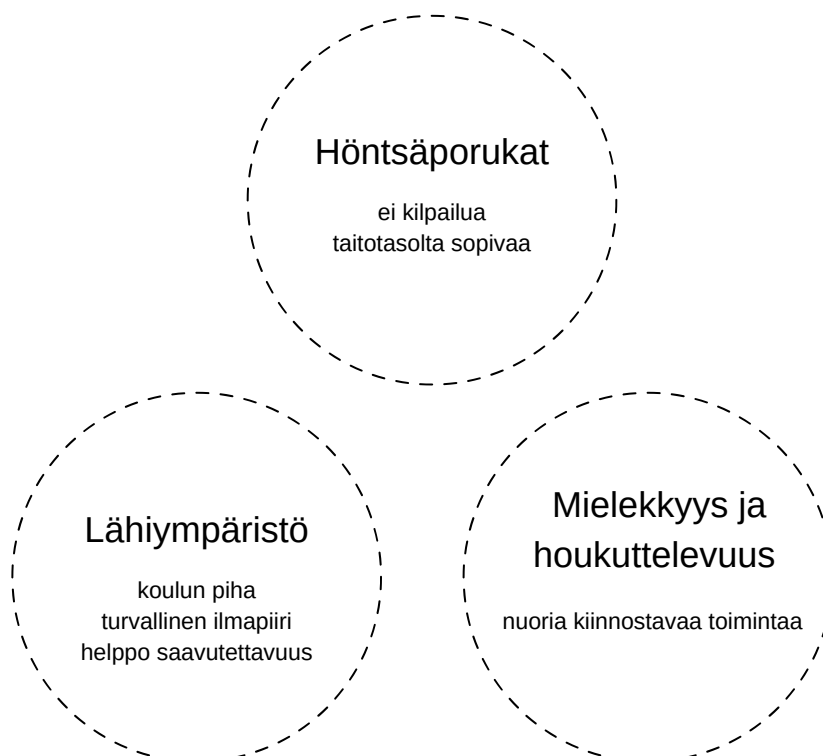 Höntsäporukat
ei kilpailua
taitotasolta sopivaa
Lähiympäristö
koulun piha
turvallinen ilmapiiri
helppo saavutettavuus
Mielekkyys ja
houkuttelevuus
nuoria kiinnostavaa toimintaa